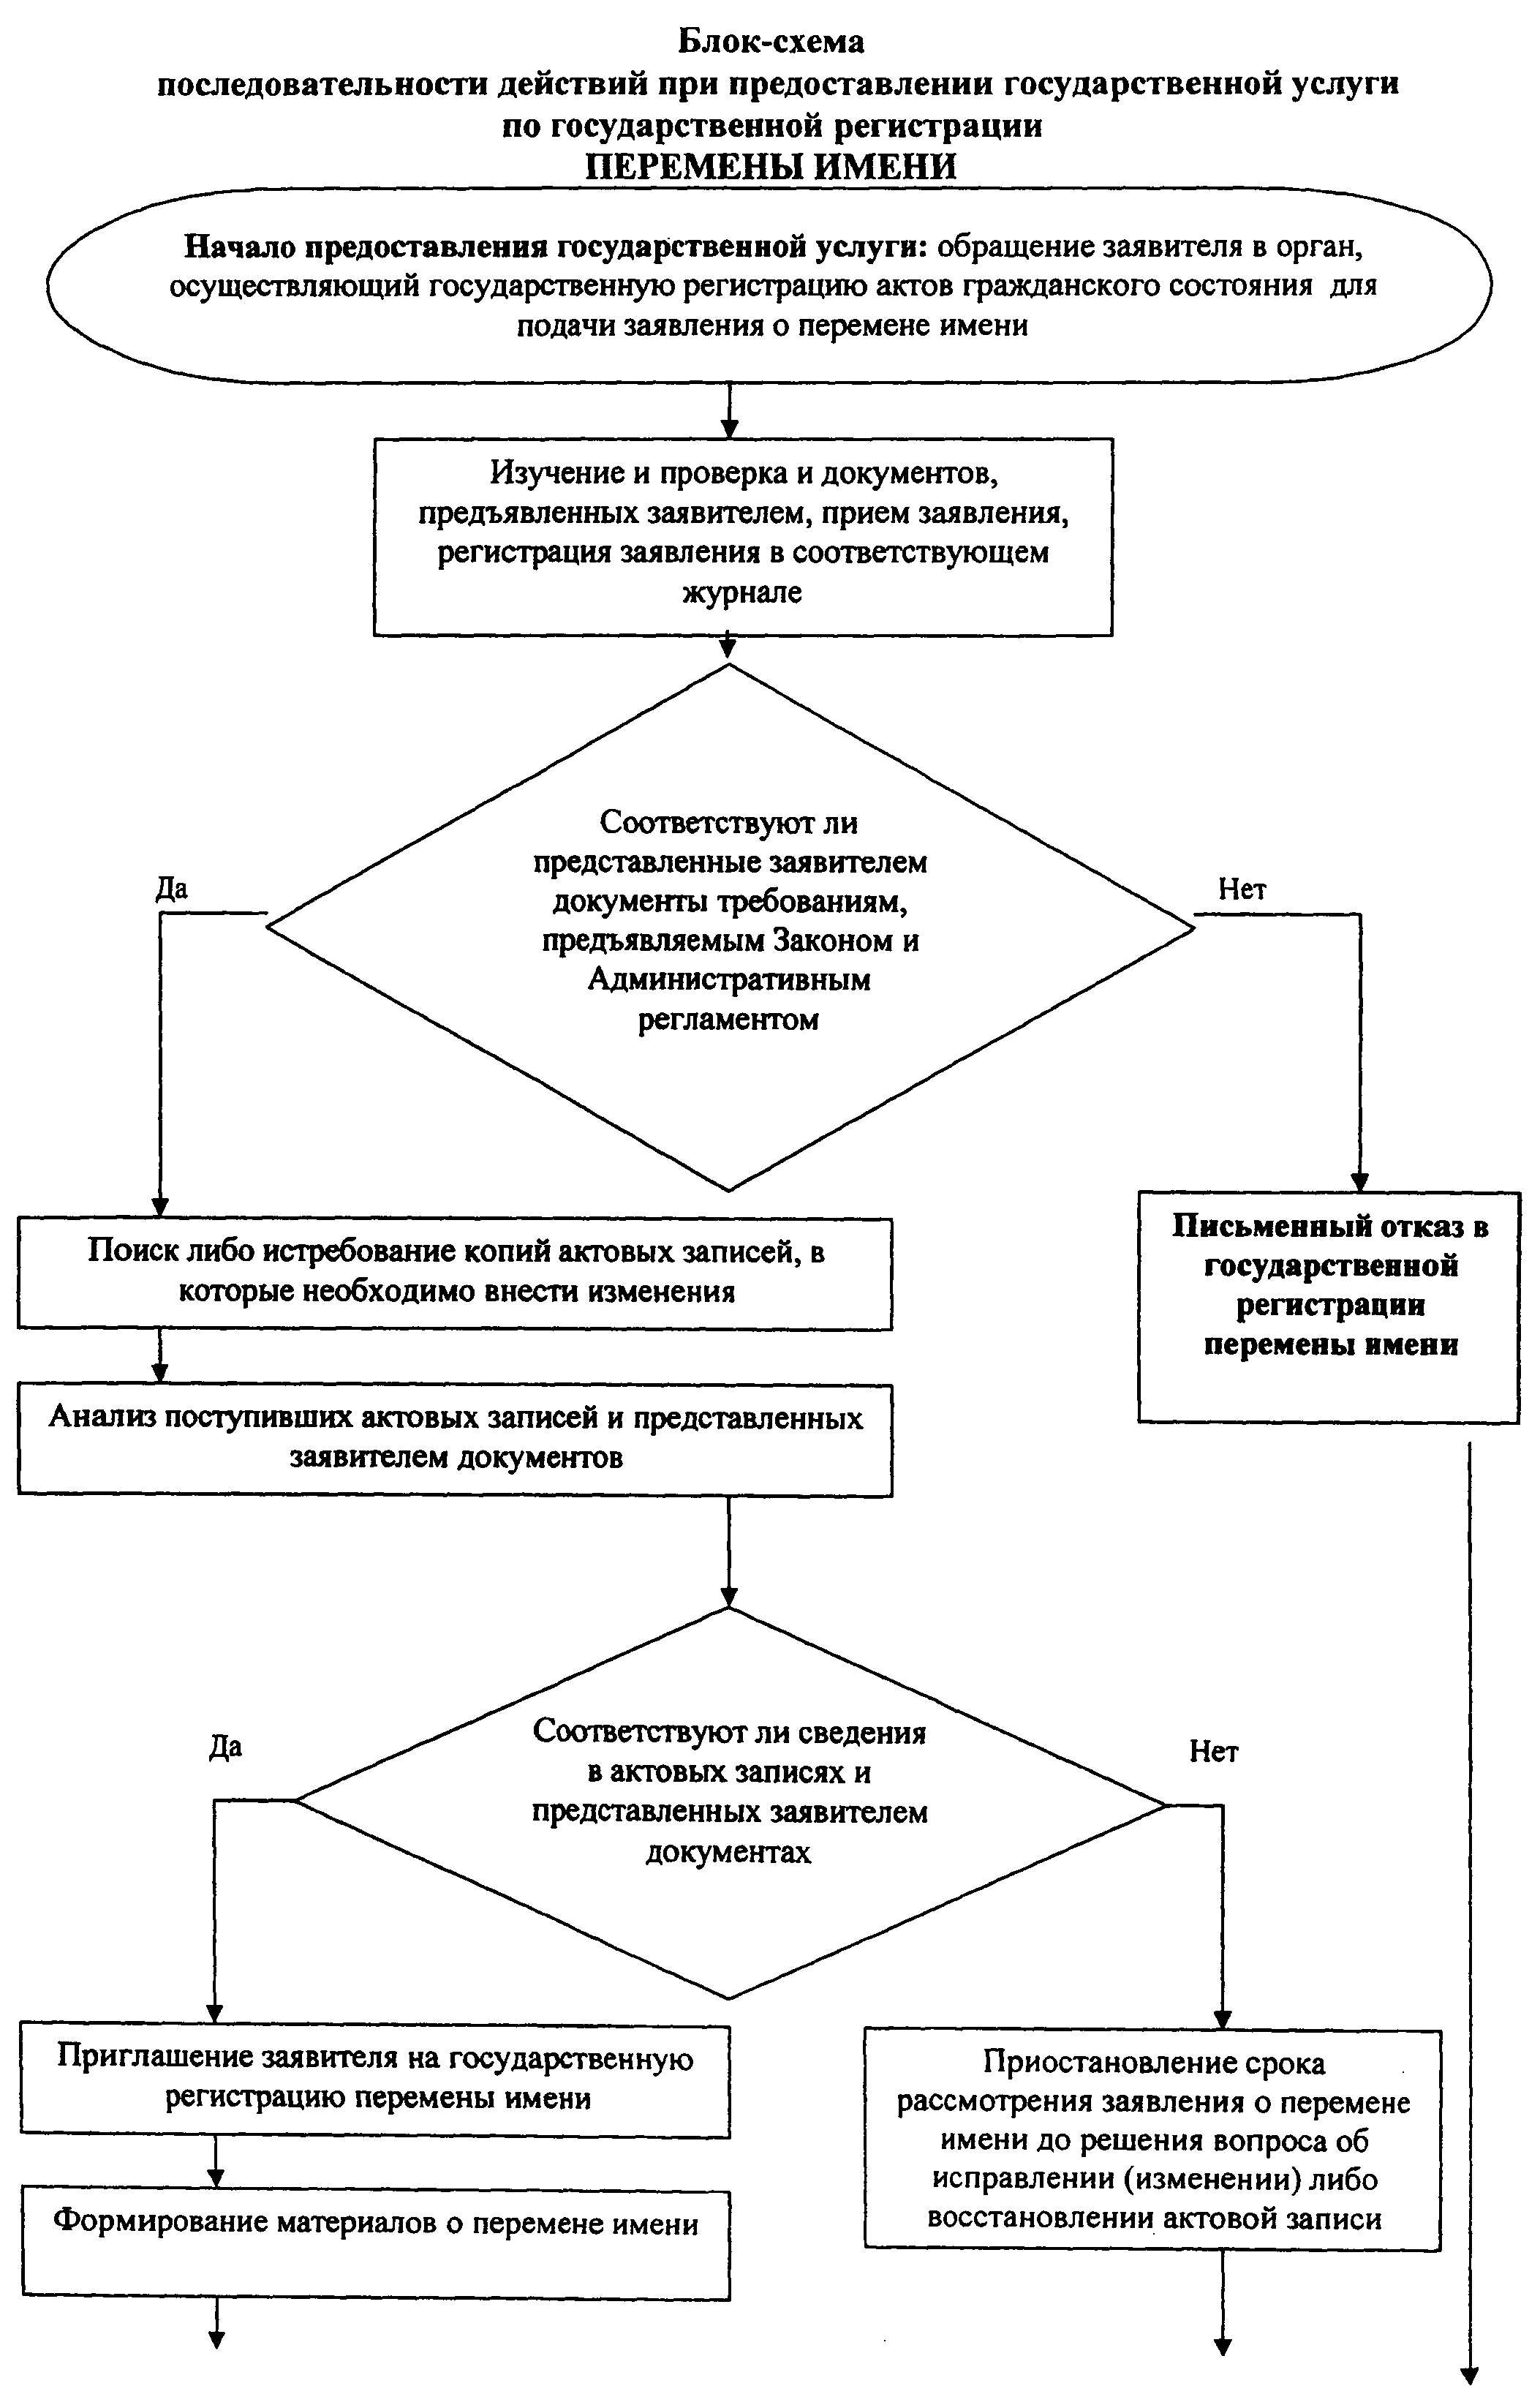 Блок-схема
последовательности действий при предоставлении государственной услуги
по государственной регистрации
ПЕРЕМЕНЫ ИМЕНИ
Начало предоставления государственной услуги: обращение заявителя в орган,
осуществляющий государственную регистрацию актов гражданского состояния для
подачи заявления о перемене имени
Изучение и проверка и документов,
предъявленных заявителем, прием заявления,
регистрация заявления в соответствующем
журнале
Соответствуют ли
представленные заявителем
документы требованиям,
предъявляемым Законом и
Административным
регламентом
Да
Нет
Поиск либо истребование копий актовых записей, в
которые необходимо внести изменения
Письменный отказ в
государственной
регистрации
перемены имени
Анализ поступивших актовых записей и представленных
заявителем документов
Соответствуют ли сведения
в актовых записях и
представленных заявителем
документах
Да
Нет
Приглашение заявителя на государственную
регистрацию перемены имени
Приостановление срока
рассмотрения заявления о перемене
имени до решения вопроса об
исправлении (изменении) либо
восстановлении актовой записи
Формирование материалов о перемене имени